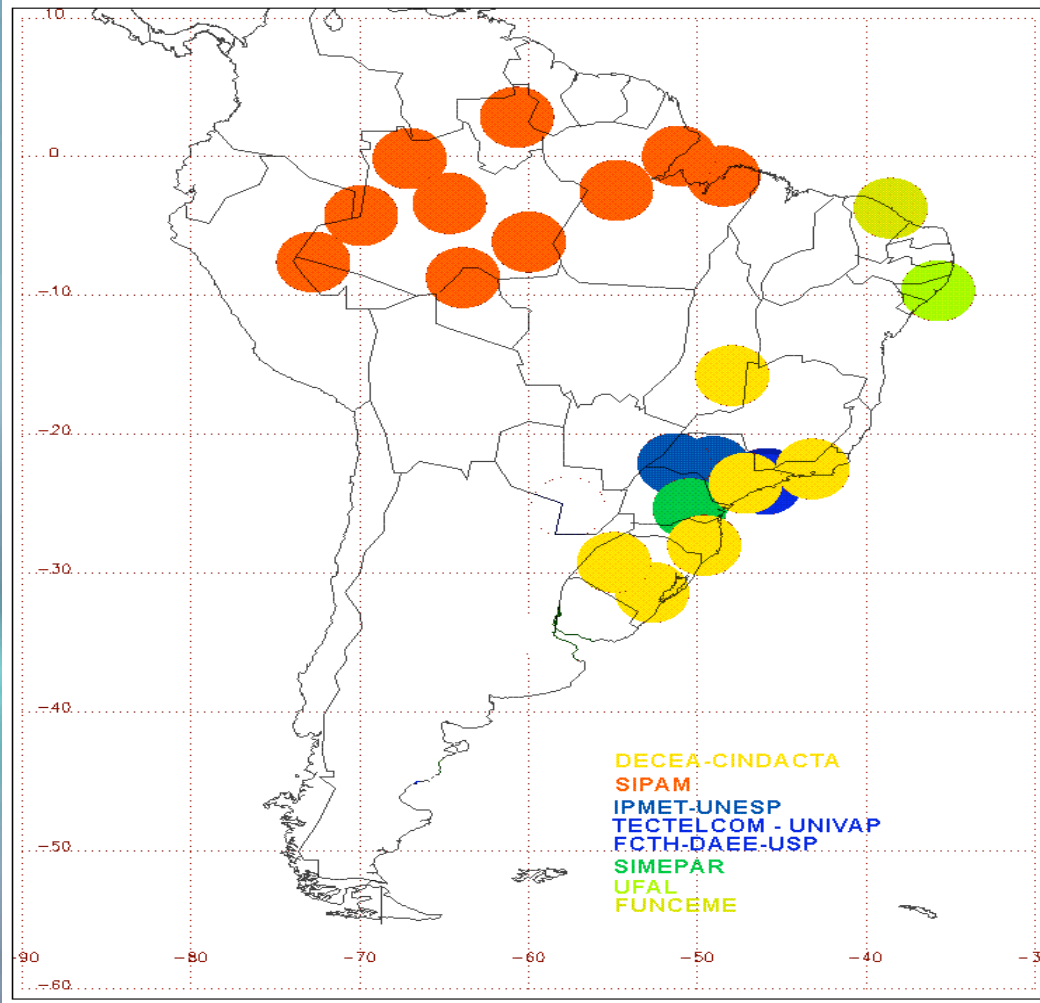 10
0
-10
-20
-30
-40
-50
-60
-90 -80 -70 -60 -50 -40 -3
DECEA-CINDACTA
SIPAM
IPMET-UNESP
TECTELCOM - UNIVAP
FCTH-DAEE-USP
SIMEPAR
UFAL
FUNCEME